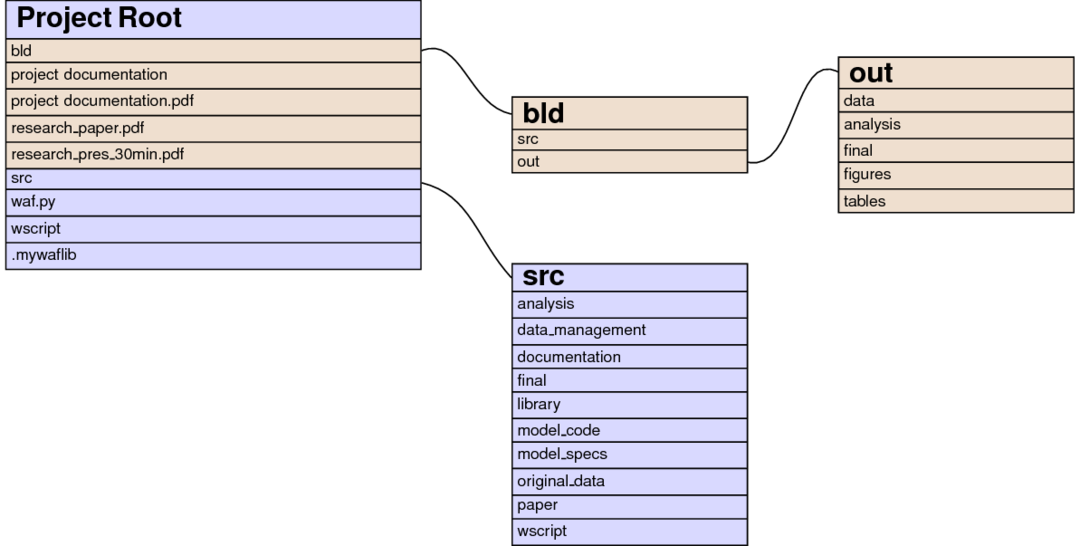 Project Root
bld
project documentation
project documentation.pdf
research_paper.pdf
research_pres_30min.pdf
src
waf.py
wscript
.mywaflib
bld
src
out
out
data
analysis
final
figures
tables
src
analysis
data_management
documentation
final
library
model_code
model_specs
original_data
paper
wscript